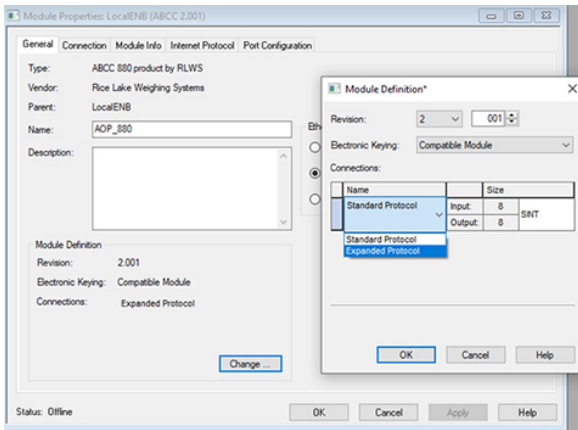 Module Properties: LocalENB (ABCC 2.001)
General Connection Module Info Internet Protocol Port Configuration
Type: ABCC 880 product by RLWS
Vendor: Rice Lake Weighing Systems
Parent: LocalENB
Name: AOP_880
Description:
Eth
Module Definition
Revision: 2.001
Electronic Keying: Compatible Module
Connections: Expanded Protocol
Change ...
Status: Offline
OK Cancel Apply Help
Module Definition*
Revision: 2 001
Electronic Keying: Compatible Module
Connections:
Name Size
Standard Protocol Input: 8 SINT
Output: 8
Standard Protocol
Expanded Protocol
OK Cancel Help